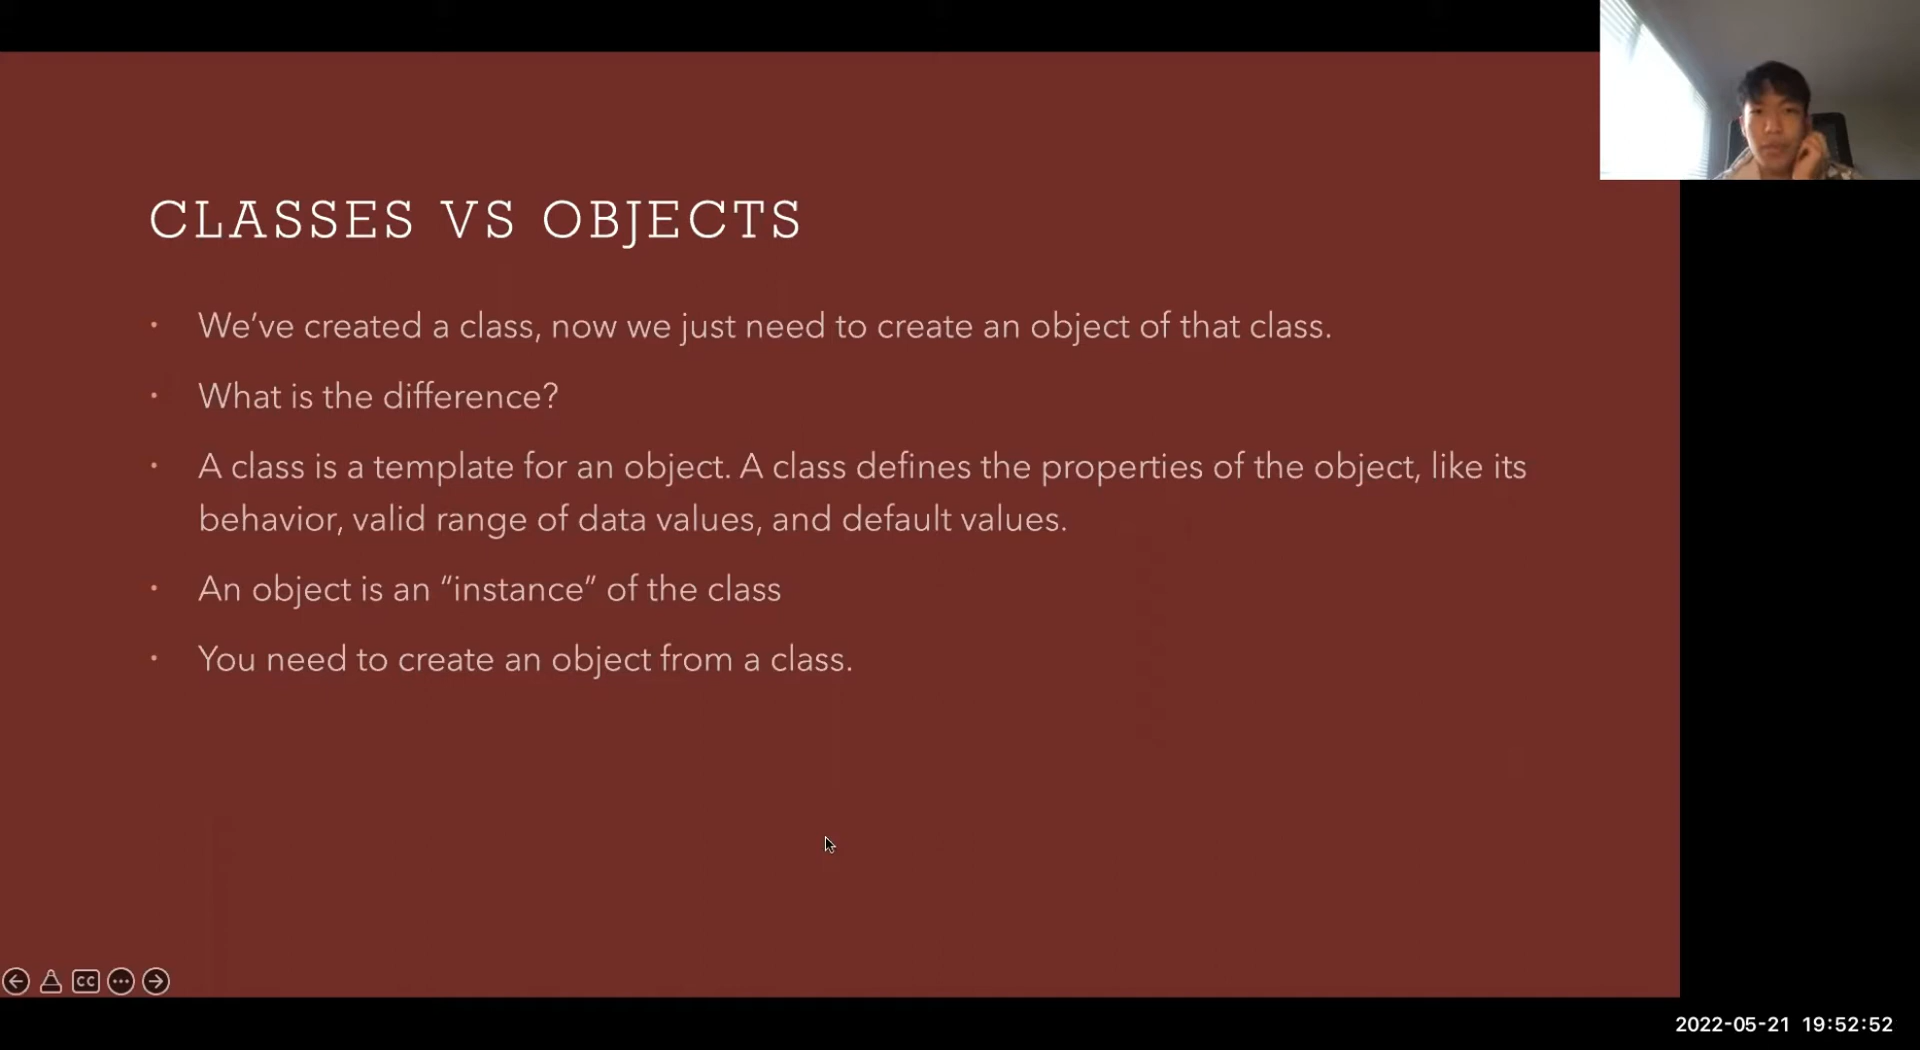 CLASSES VS OBJECTS
• We’ve created a class, now we just need to create an object of that class.
• What is the difference?
• A class is a template for an object. A class defines the properties of the object, like its
behavior, valid range of data values, and default values.
• An object is an “instance” of the class
• You need to create an object from a class.
CC
2022-05-21 19:52:52